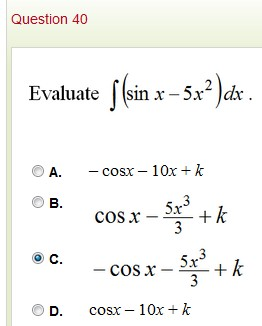 Question 40
Evaluate ∫(sin x – 5x²)dx .
A. – cosx – 10x + k
B. cos x – 5x³/3 + k
C. – cos x – 5x³/3 + k
D. cosx – 10x + k